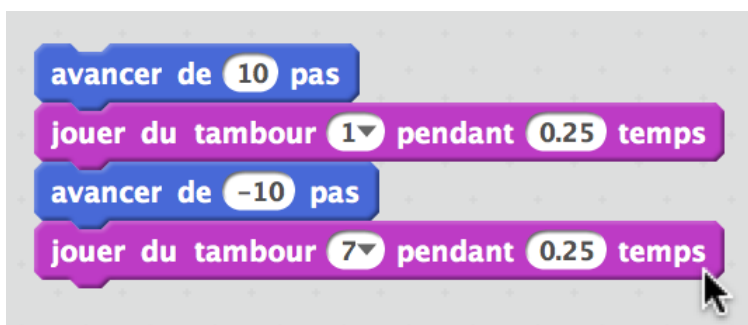 avancer de 10 pas
jouer du tambour 1 pendant 0.25 temps
avancer de -10 pas
jouer du tambour 7 pendant 0.25 temps